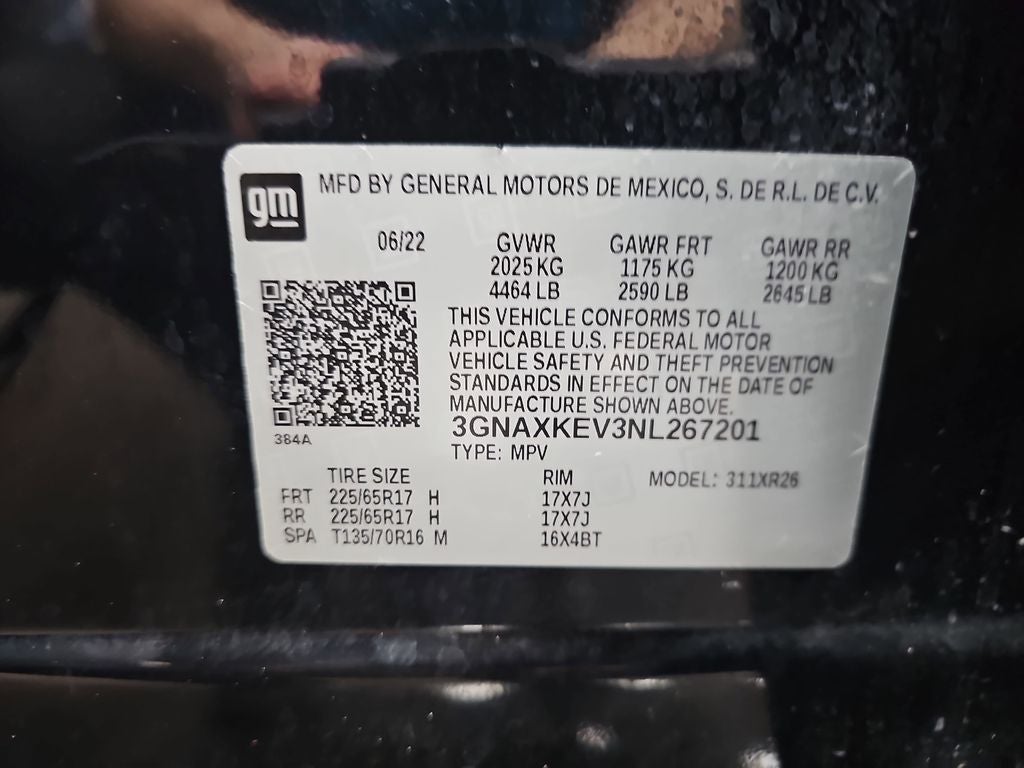 gm
MFD BY GENERAL MOTORS DE MEXICO, S. DE R.L. DE C.V.
06/22 GVWR GAWR FRT GAWR RR
2025 KG 1175 KG 1200 KG
4464 LB 2590 LB 2645 LB
THIS VEHICLE CONFORMS TO ALL
APPLICABLE U.S. FEDERAL MOTOR
VEHICLE SAFETY AND THEFT PREVENTION
STANDARDS IN EFFECT ON THE DATE OF
MANUFACTURE SHOWN ABOVE.
3GNAXKEV3NL267201
384A
TYPE: MPV
TIRE SIZE RIM MODEL: 311XR26
FRT 225/65R17 H 17X7J
RR 225/65R17 H 17X7J
SPA T135/70R16 M 16X4BT